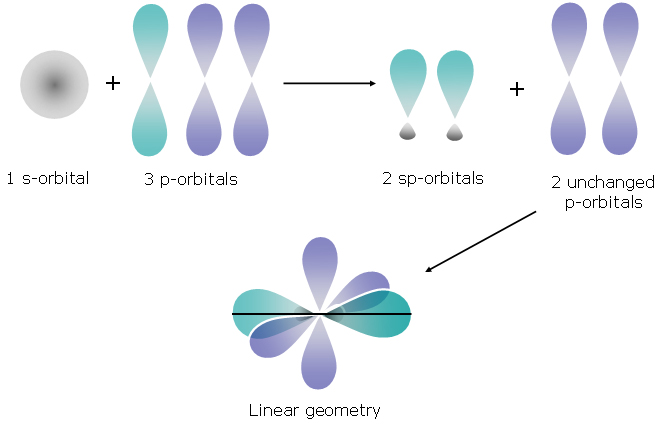 +
+
1 s-orbital
3 p-orbitals
2 sp-orbitals
2 unchanged
p-orbitals
Linear geometry